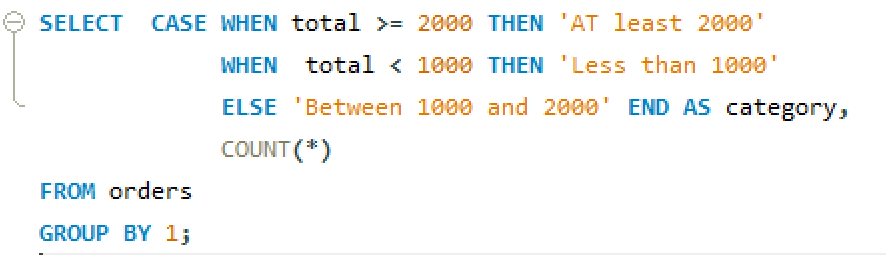 SELECT  CASE WHEN total >= 2000 THEN 'AT least 2000'
WHEN  total < 1000 THEN 'Less than 1000'
ELSE 'Between 1000 and 2000' END AS category,
COUNT(*)
FROM orders
GROUP BY 1;